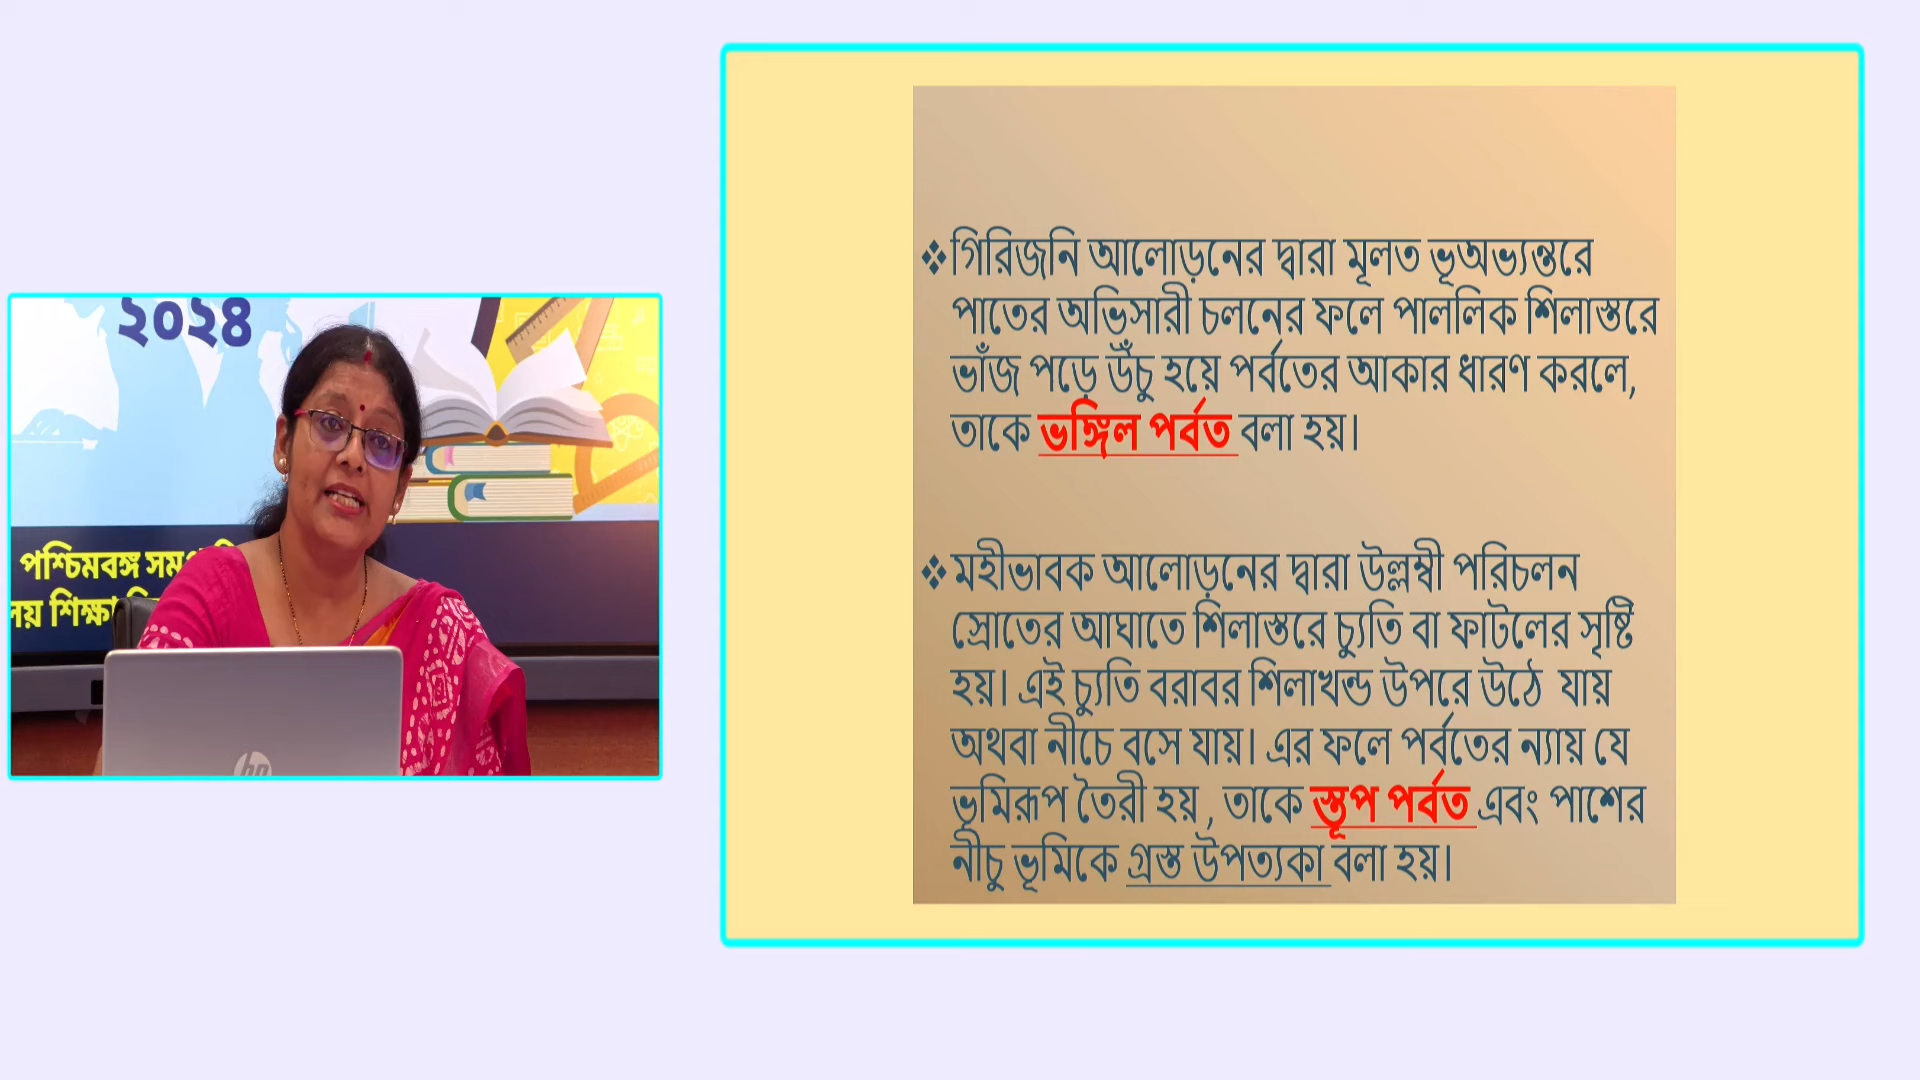 ২০২৪
পশ্চিমবঙ্গ
শিক্ষা
❖গিরিজনি আলোড়নের দ্বারা মূলত ভূঅভ্যন্তরে
পাতের অভিসারী চলনের ফলে পাললিক শিলাস্তরে
ভাঁজ পড়ে উঁচু হয়ে পর্বতের আকার ধারণ করলে,
তাকে ভঙ্গিল পর্বত বলা হয়।
❖মহীভাবক আলোড়নের দ্বারা উল্লম্বী পরিচলন
স্রোতের আঘাতে শিলাস্তরে চ্যুতি বা ফাটলের সৃষ্টি
হয়। এই চ্যুতি বরাবর শিলাখন্ড উপরে উঠে যায়
অথবা নীচে বসে যায়। এর ফলে পর্বতের ন্যায় যে
ভূমিরূপ তৈরী হয় , তাকে স্তূপ পর্বত এবং পাশের
নীচু ভূমিকে গ্রস্ত উপত্যকা বলা হয়।
hp